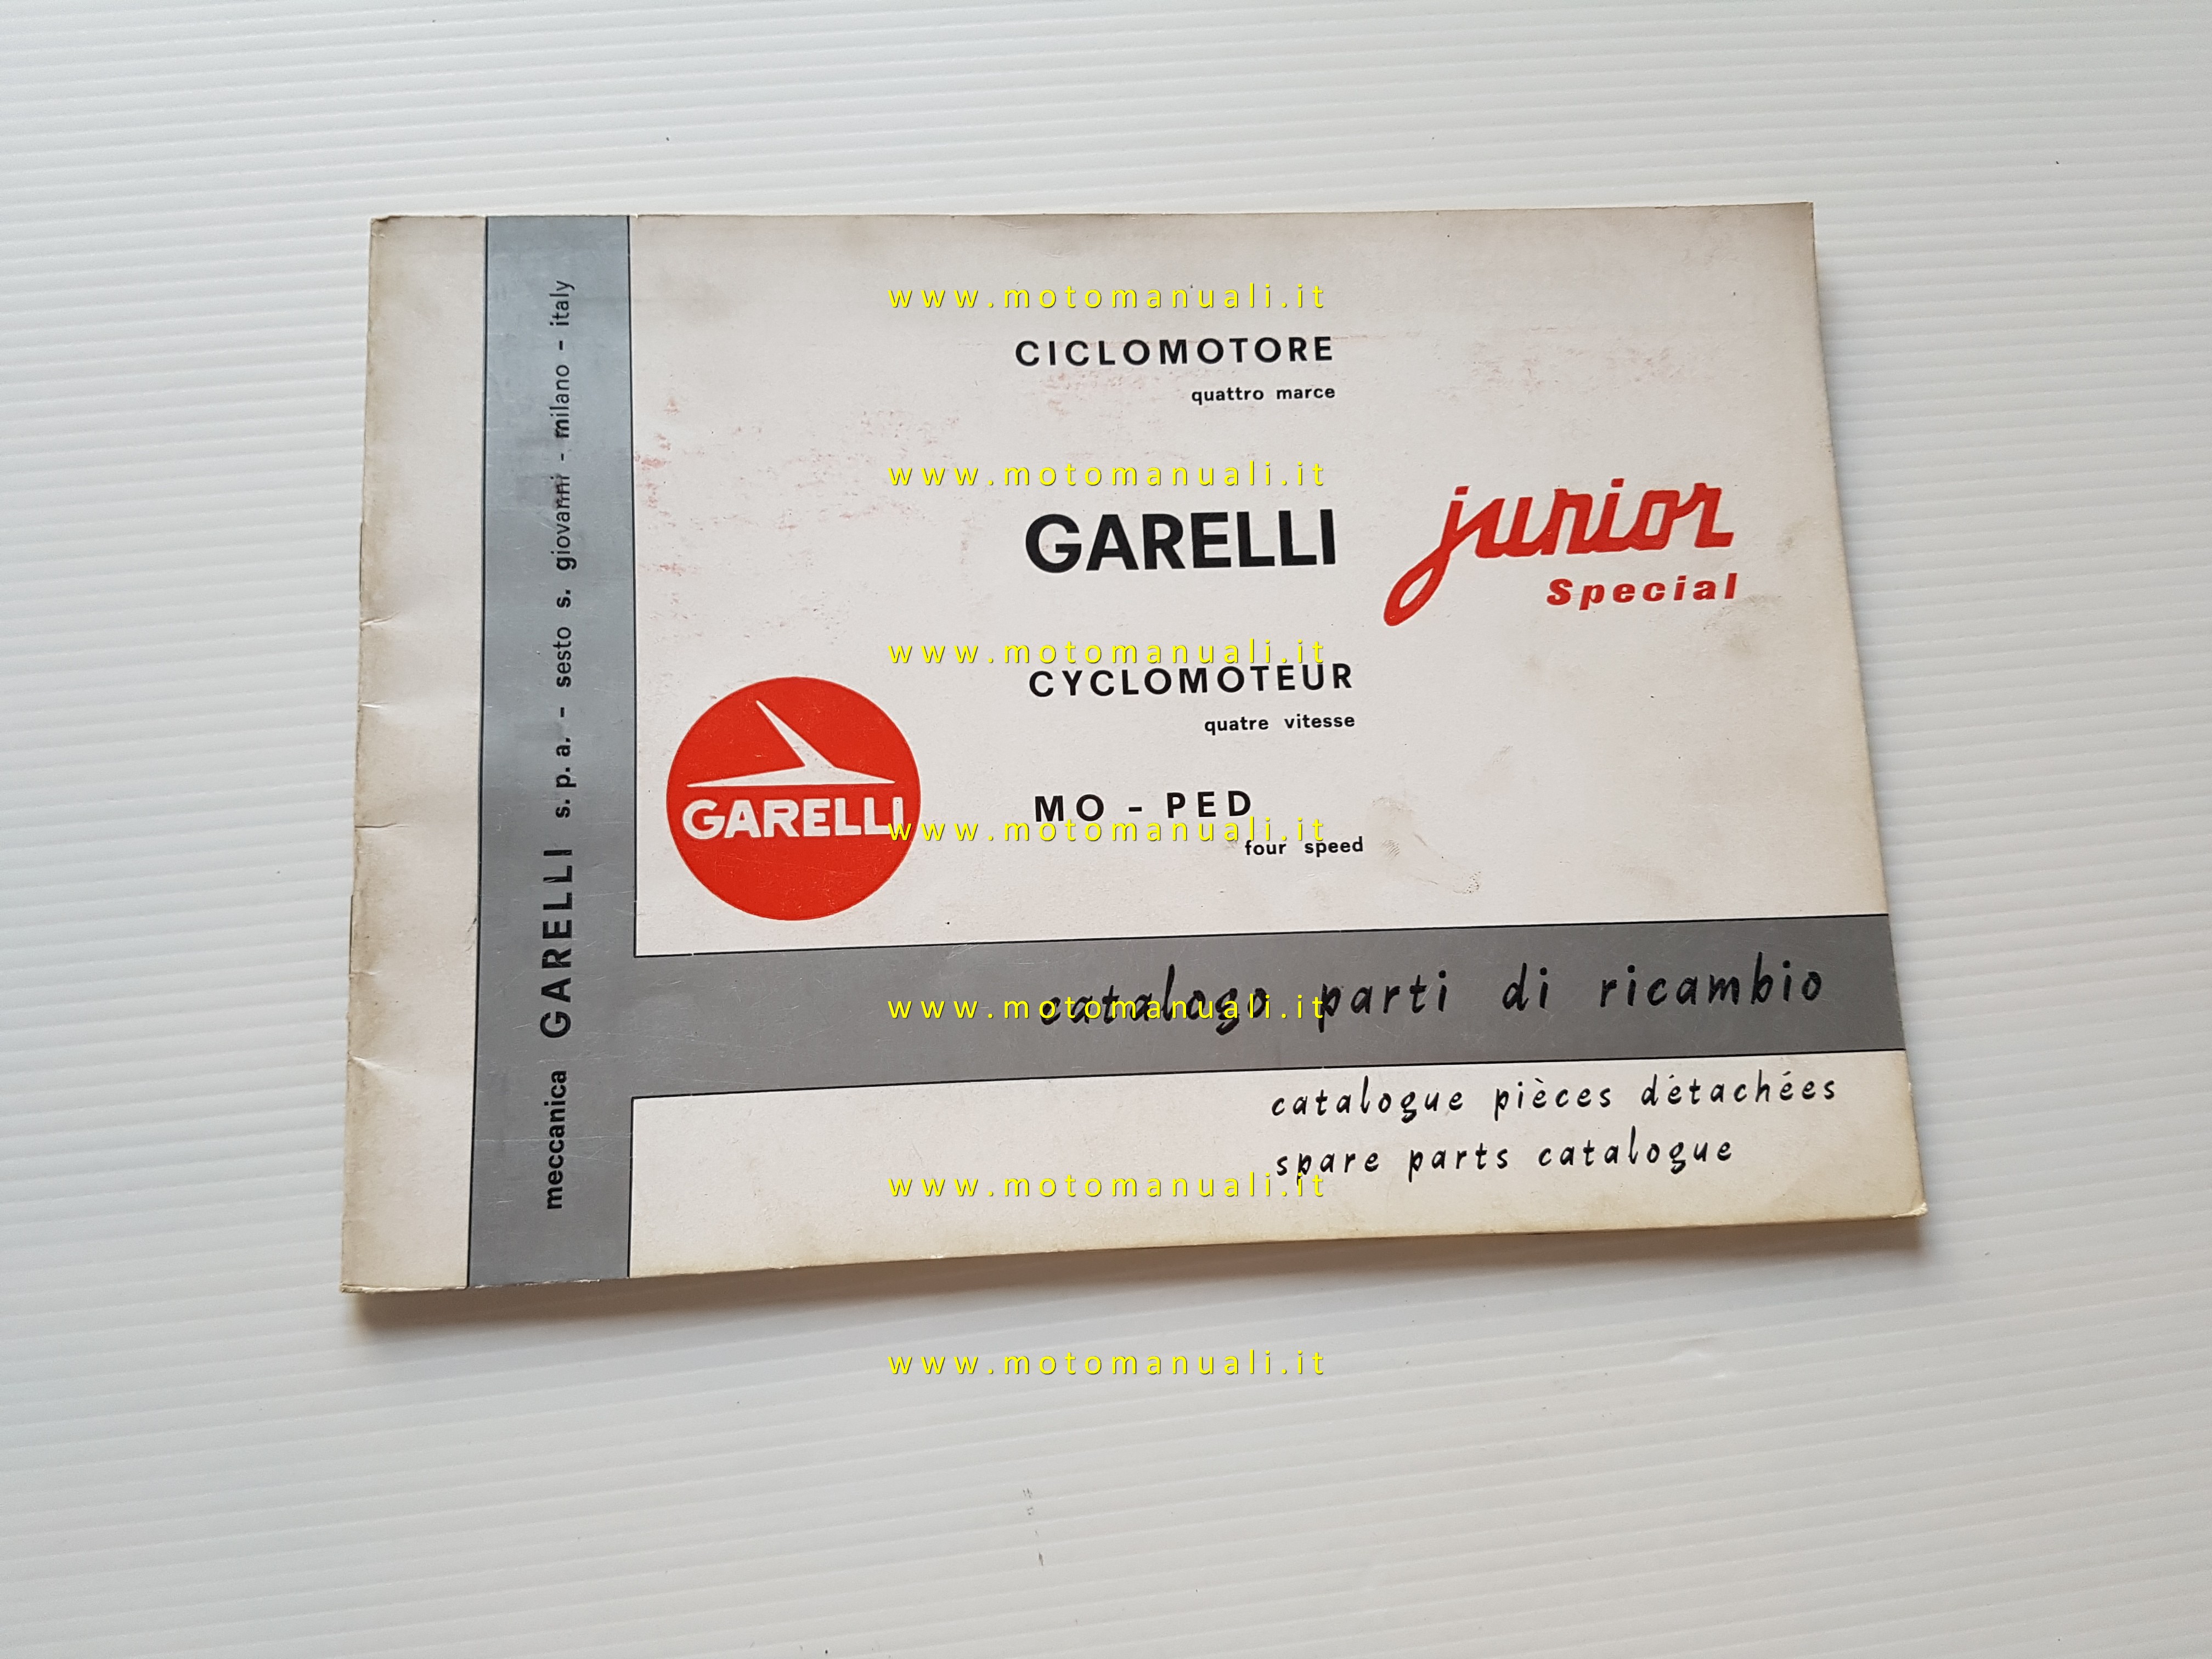 www.motomanuali.it
CICLOMOTORE
quattro marce
www.motomanuali.it
GARELLI
junior
Special
www.motomanuali.it
CYCLOMOTEUR
quatre vitesse
GARELLI
MO - PED
www.motomanuali.it
four speed
meccanica GARELLI s.p.a. - sesto s. giovanni - milano - italy
catalogo parti di ricambio
www.motomanuali.it
catalogue pièces détachées
spare parts catalogue
www.motomanuali.it
www.motomanuali.it